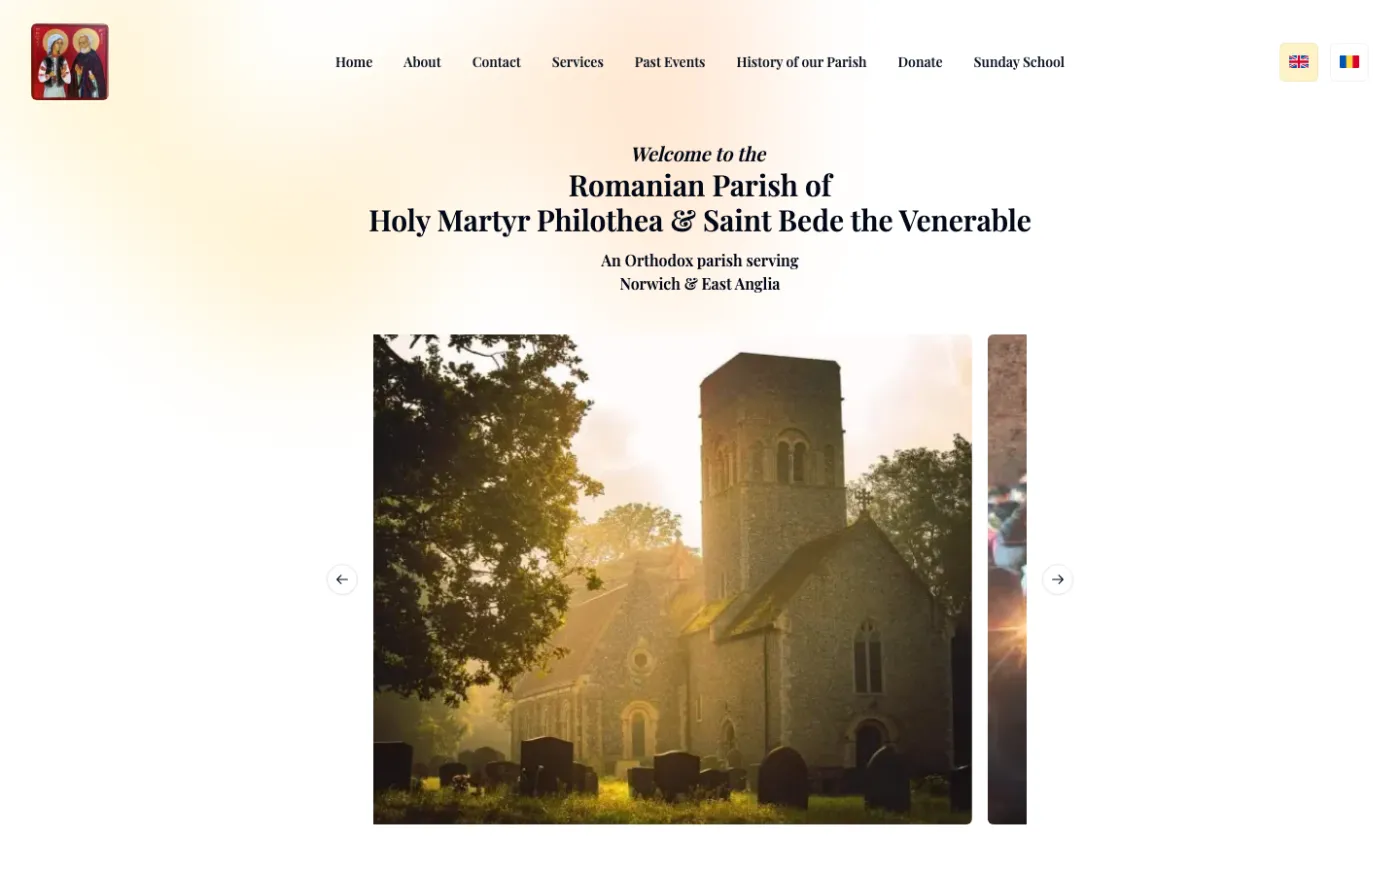 Home
About
Contact
Services
Past Events
History of our Parish
Donate
Sunday School
Welcome to the
Romanian Parish of
Holy Martyr Philothea & Saint Bede the Venerable
An Orthodox parish serving
Norwich & East Anglia